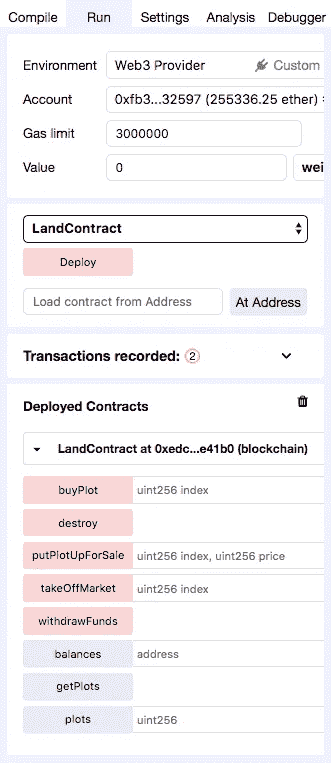 Compile Run Settings Analysis Debugger
Environment Web3 Provider Custom
Account 0xfb3...32597 (255336.25 ether)
Gas limit 3000000
Value 0 wei
LandContract
Deploy
Load contract from Address At Address
Transactions recorded: 2
Deployed Contracts
LandContract at 0xedc...e41b0 (blockchain)
buyPlot uint256 index
destroy
putPlotUpForSale uint256 index, uint256 price
takeOffMarket uint256 index
withdrawFunds
balances address
getPlots
plots uint256